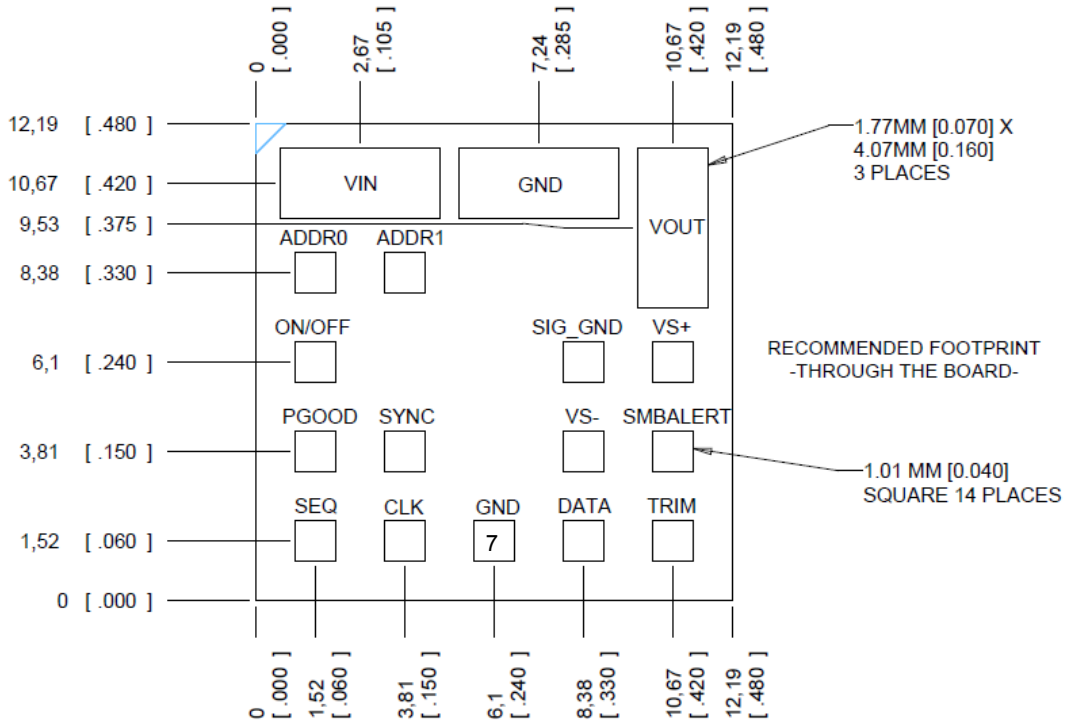 0 [ .000 ]
2,67 [ .105 ]
7,24 [ .285 ]
10,67 [ .420 ]
12,19 [ .480 ]
12,19 [ .480 ]
10,67 [ .420 ]
9,53 [ .375 ]
8,38 [ .330 ]
6,1 [ .240 ]
3,81 [ .150 ]
1,52 [ .060 ]
0 [ .000 ]
VIN
GND
VOUT
ADDR0
ADDR1
ON/OFF
SIG_GND
VS+
PGOOD
SYNC
VS-
SMBALERT
SEQ
CLK
GND
DATA
TRIM
7
1.77MM [0.070] X
4.07MM [0.160]
3 PLACES
RECOMMENDED FOOTPRINT
-THROUGH THE BOARD-
1.01 MM [0.040]
SQUARE 14 PLACES
0 [ .000 ]
1,52 [ .060 ]
3,81 [ .150 ]
6,1 [ .240 ]
8,38 [ .330 ]
10,67 [ .420 ]
12,19 [ .480 ]